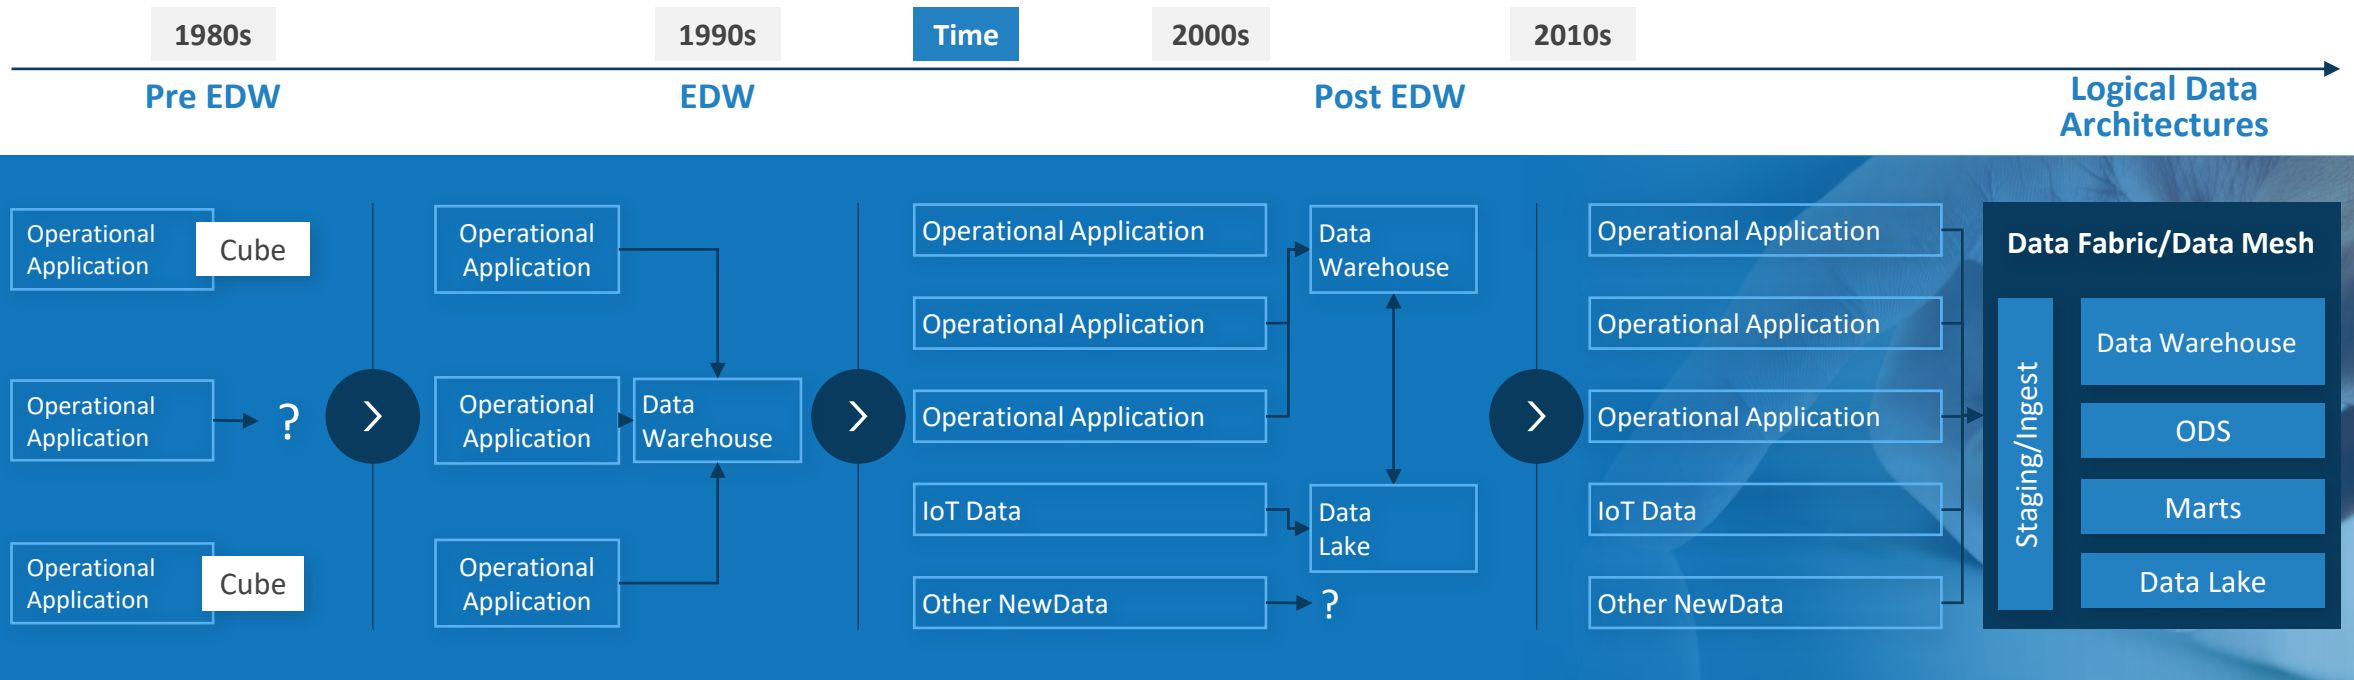 1980s
1990s
Time
2000s
2010s
Pre EDW
EDW
Post EDW
Logical Data
Architectures
Operational
Application
Cube
Operational
Application
?
Operational
Application
Cube
Operational
Application
Operational
Application
Data
Warehouse
Operational
Application
Operational Application
Operational Application
Operational Application
IoT Data
Other NewData
Data
Warehouse
Data
Lake
?
Operational Application
Operational Application
Operational Application
IoT Data
Other NewData
Data Fabric/Data Mesh
Staging/Ingest
Data Warehouse
ODS
Marts
Data Lake